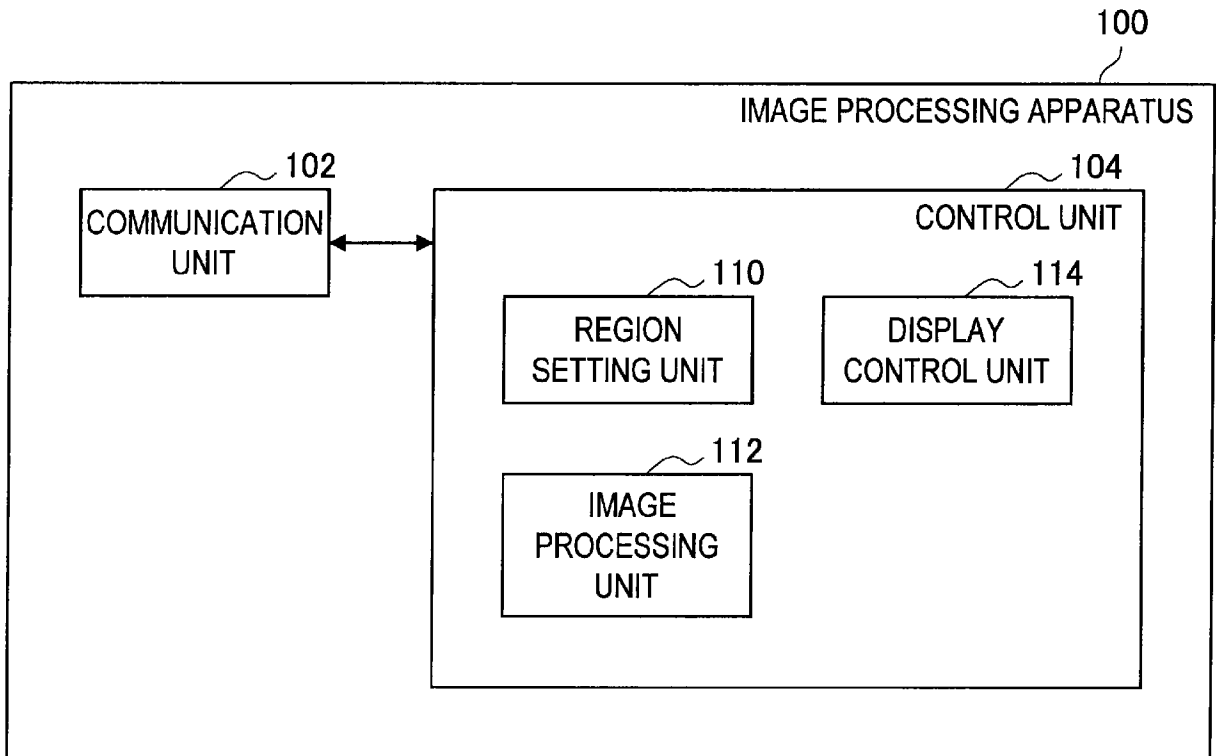 100
IMAGE PROCESSING APPARATUS
102
COMMUNICATION
UNIT
104
CONTROL UNIT
110
REGION
SETTING UNIT
114
DISPLAY
CONTROL UNIT
112
IMAGE
PROCESSING
UNIT